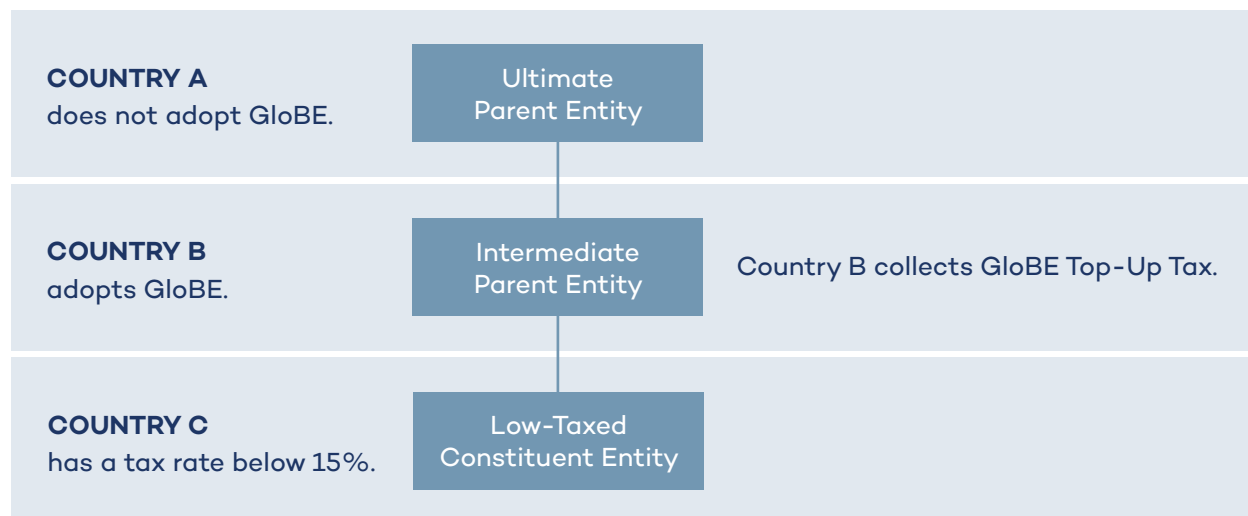 COUNTRY A
does not adopt GloBE.
Ultimate
Parent Entity
COUNTRY B
adopts GloBE.
Intermediate
Parent Entity
Country B collects GloBE Top-Up Tax.
COUNTRY C
has a tax rate below 15%.
Low-Taxed
Constituent Entity